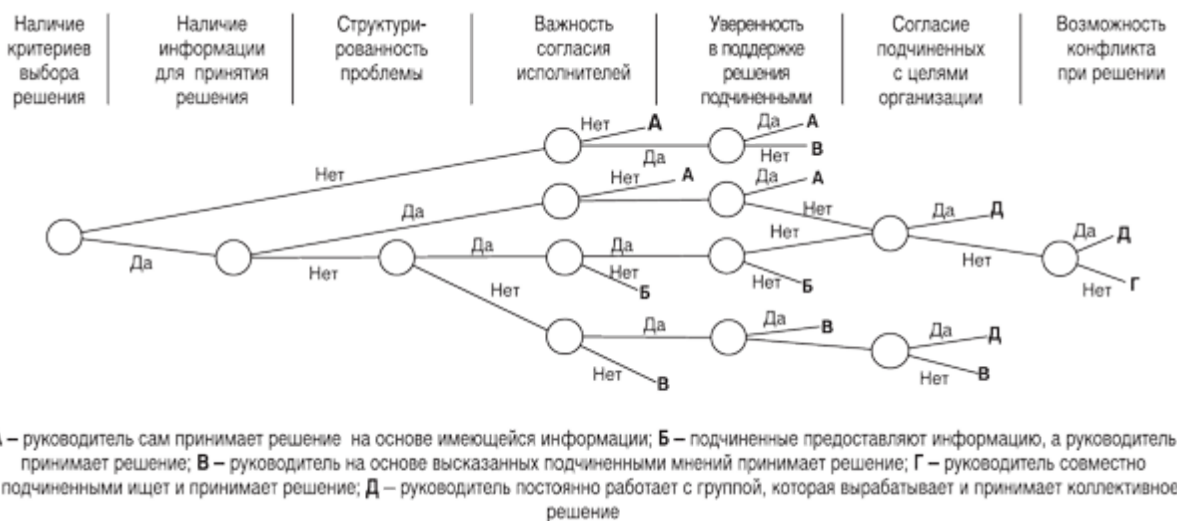 Наличие
критериев
выбора
решения
Наличие
информации
для принятия
решения
Структури-
рованность
проблемы
Важность
согласия
исполнителей
Уверенность
в поддержке
решения
подчиненными
Согласие
подчиненных
с целями
организации
Возможность
конфликта
при решении
Нет
А
Да
А
Да
Нет
В
Нет
Нет
А
Да
А
Да
Нет
Да
Д
Да
Д
Да
Нет
Да
Да
Нет
Нет
Нет
Г
Нет
Б
Нет
Б
Нет
Да
Да
В
Да
Д
Нет
В
Нет
В
А – руководитель сам принимает решение на основе имеющейся информации; Б – подчиненные предоставляют информацию, а руководитель
принимает решение; В – руководитель на основе высказанных подчиненными мнений принимает решение; Г – руководитель совместно
подчиненными ищет и принимает решение; Д – руководитель постоянно работает с группой, которая вырабатывает и принимает коллективное
решение